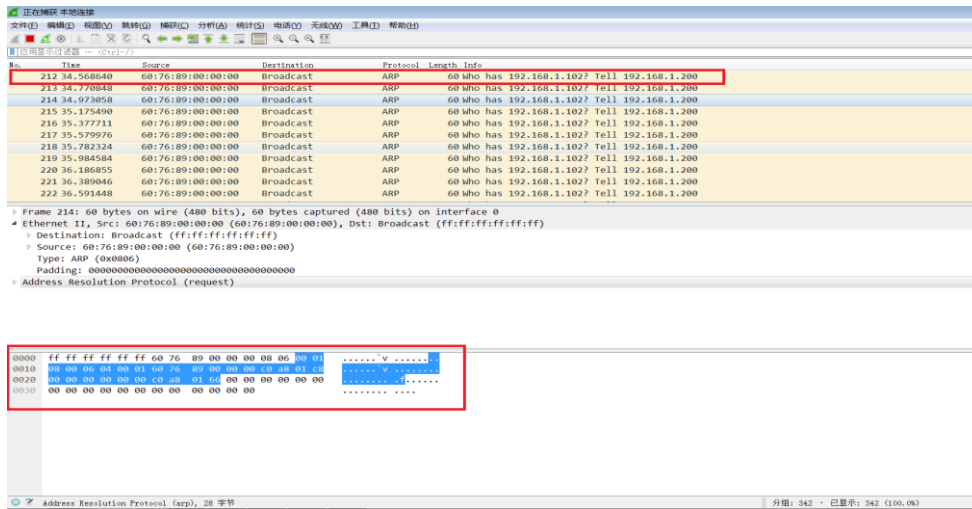 正在捕获 本地连接
文件(F) 编辑(E) 视图(V) 跳转(G) 捕获(C) 分析(A) 统计(S) 电话(Y) 无线(W) 工具(T) 帮助(H)
应用显示过滤器 … <Ctrl-/>
No. Time Source Destination Protocol Length Info
212 34.568640 60:76:89:00:00:00 Broadcast ARP 60 Who has 192.168.1.102? Tell 192.168.1.200
213 34.770848 60:76:89:00:00:00 Broadcast ARP 60 Who has 192.168.1.102? Tell 192.168.1.200
214 34.973058 60:76:89:00:00:00 Broadcast ARP 60 Who has 192.168.1.102? Tell 192.168.1.200
215 35.175490 60:76:89:00:00:00 Broadcast ARP 60 Who has 192.168.1.102? Tell 192.168.1.200
216 35.377711 60:76:89:00:00:00 Broadcast ARP 60 Who has 192.168.1.102? Tell 192.168.1.200
217 35.579976 60:76:89:00:00:00 Broadcast ARP 60 Who has 192.168.1.102? Tell 192.168.1.200
218 35.782324 60:76:89:00:00:00 Broadcast ARP 60 Who has 192.168.1.102? Tell 192.168.1.200
219 35.984584 60:76:89:00:00:00 Broadcast ARP 60 Who has 192.168.1.102? Tell 192.168.1.200
220 36.186855 60:76:89:00:00:00 Broadcast ARP 60 Who has 192.168.1.102? Tell 192.168.1.200
221 36.389046 60:76:89:00:00:00 Broadcast ARP 60 Who has 192.168.1.102? Tell 192.168.1.200
222 36.591448 60:76:89:00:00:00 Broadcast ARP 60 Who has 192.168.1.102? Tell 192.168.1.200
Frame 214: 60 bytes on wire (480 bits), 60 bytes captured (480 bits) on interface 0
Ethernet II, Src: 60:76:89:00:00:00 (60:76:89:00:00:00), Dst: Broadcast (ff:ff:ff:ff:ff:ff)
Destination: Broadcast (ff:ff:ff:ff:ff:ff)
Source: 60:76:89:00:00:00 (60:76:89:00:00:00)
Type: ARP (0x0806)
Padding: 000000000000000000000000000000000000
Address Resolution Protocol (request)
0000 ff ff ff ff ff ff 60 76 89 00 00 00 08 06 00 01 ......`v ........
0010 08 00 06 04 00 01 60 76 89 00 00 00 c0 a8 01 c8 ......`v ........
0020 00 00 00 00 00 00 c0 a8 01 66 00 00 00 00 00 00 ........ .f......
0030 00 00 00 00 00 00 00 00 00 00 00 00 ........ ....
Address Resolution Protocol (arp), 28 字节 分组: 342 · 已显示: 342 (100.0%)